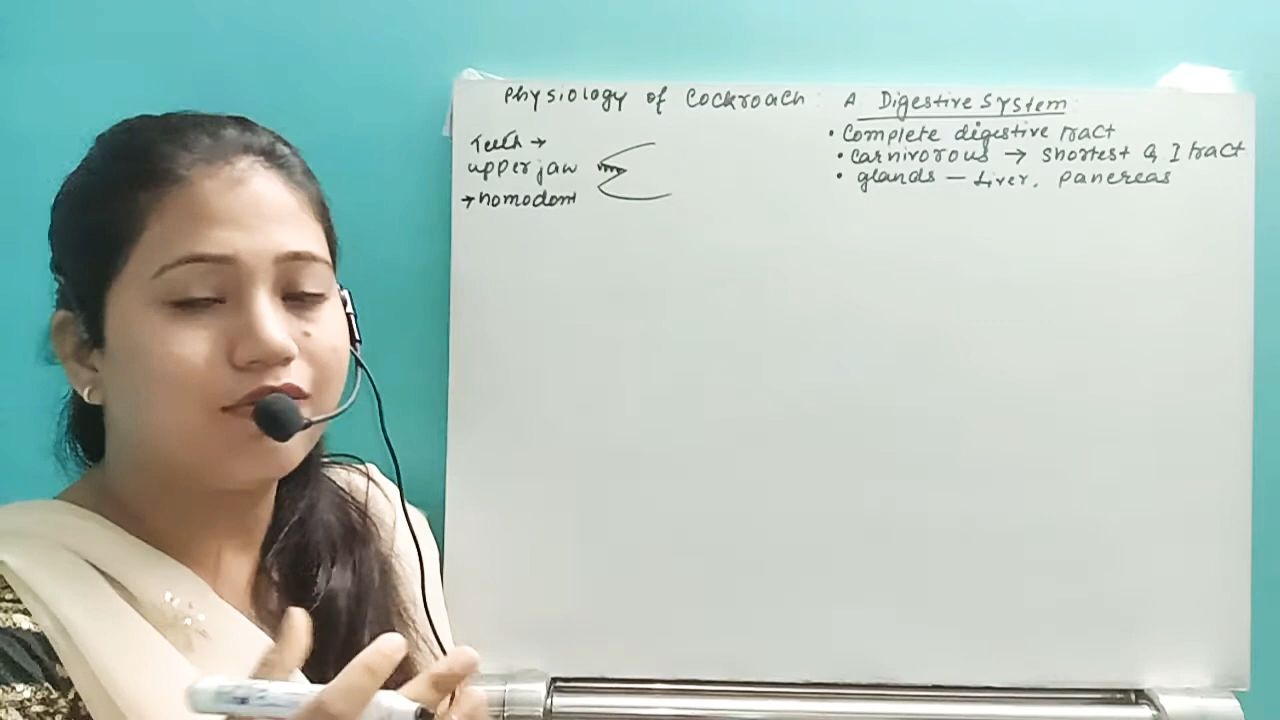 Physiology of Cockroach : A Digestive System
Teeth →
upper jaw
→ homodont
• Complete digestive tract
• carnivorous → shortest G I tract
• glands — Liver, pancreas